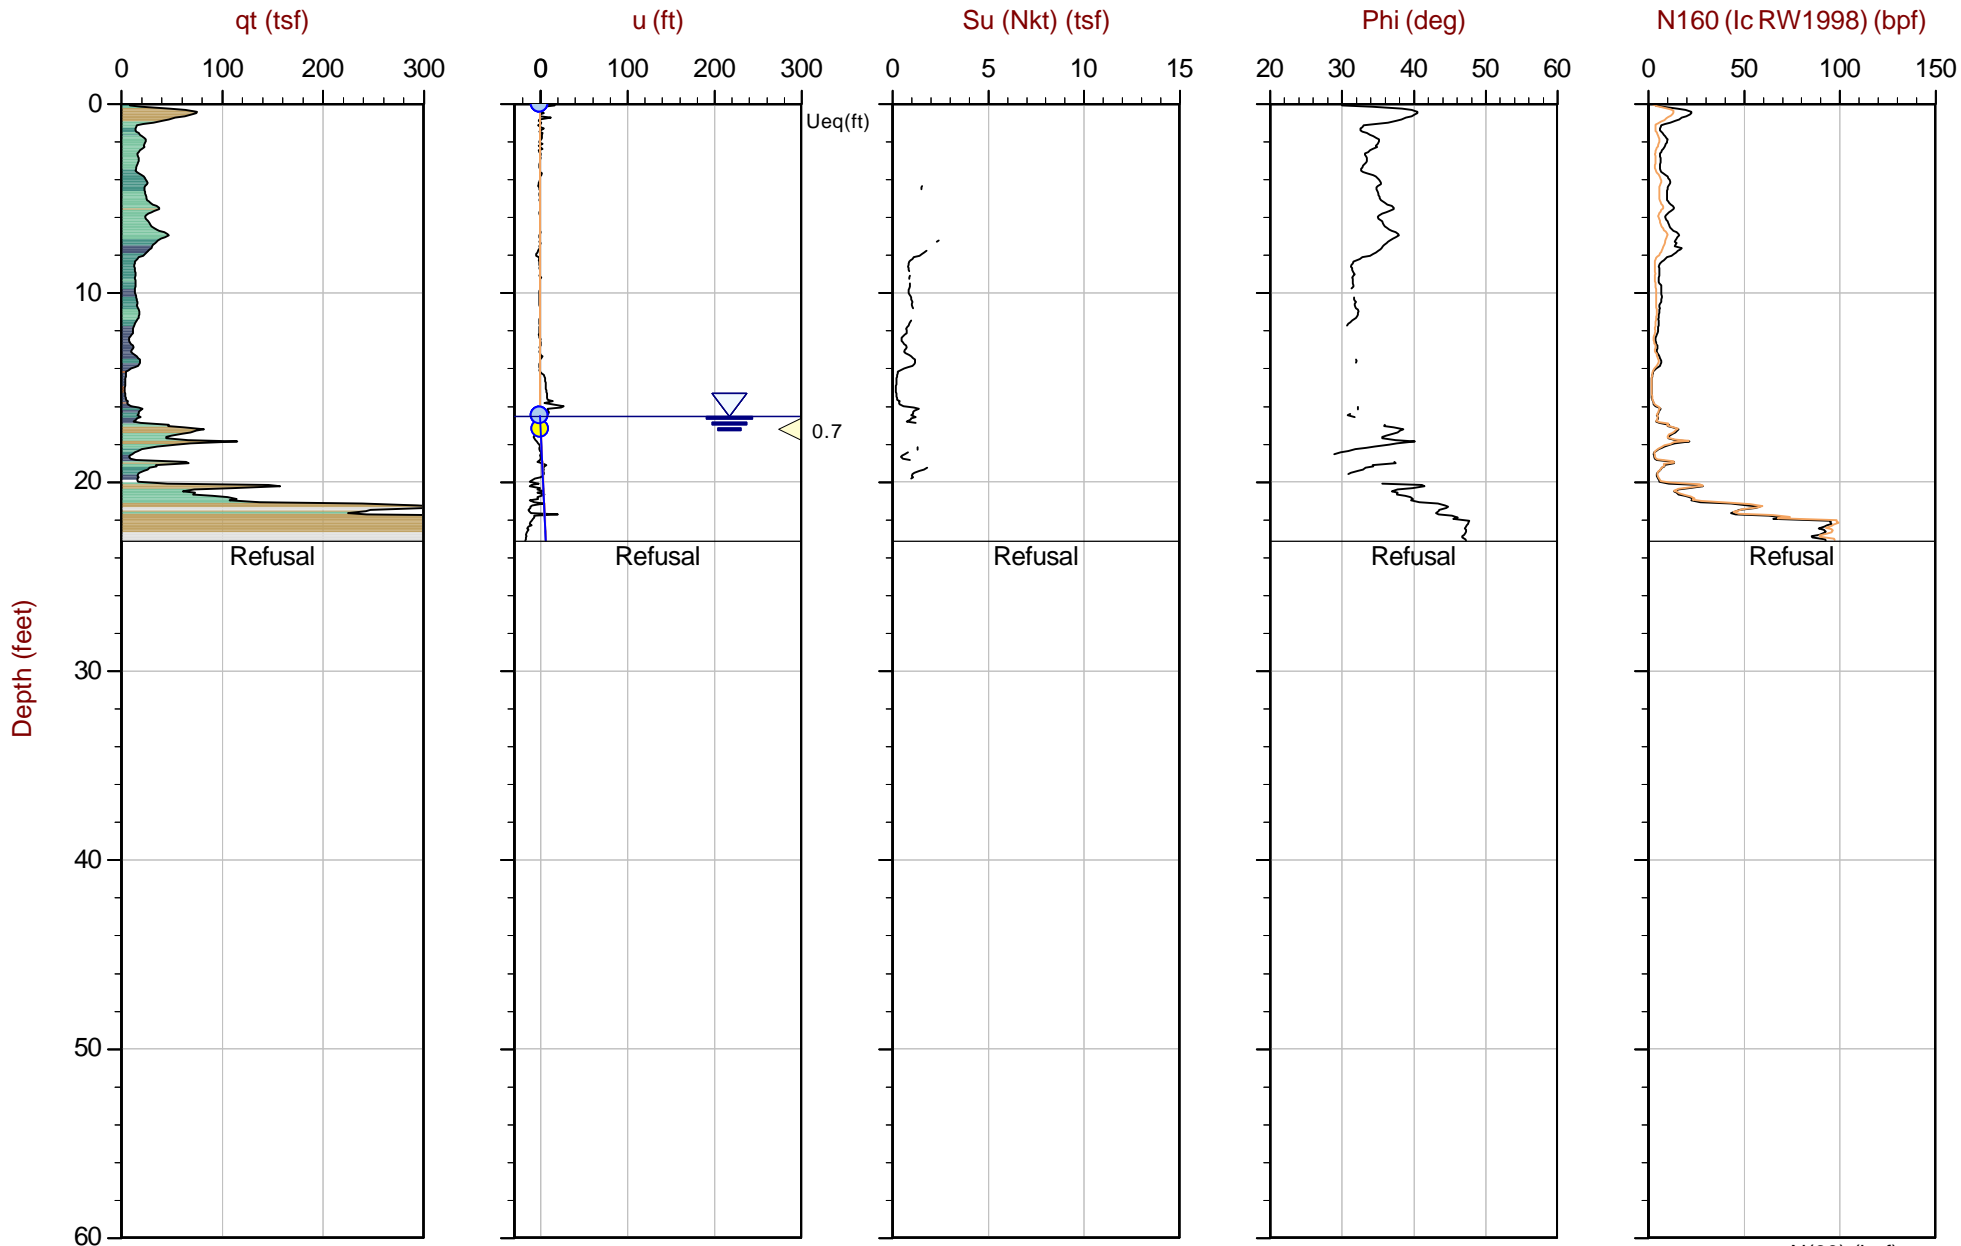 qt (tsf) u (ft) Su (Nkt) (tsf) Phi (deg) N160 (Ic RW1998) (bpf)
0 100 200 300 0 100 200 300 0 5 10 15 20 30 40 50 60 0 50 100 150
0
Ueq(ft)
10
0.7
20
Refusal Refusal Refusal Refusal Refusal
Depth (feet)
30
40
50
60